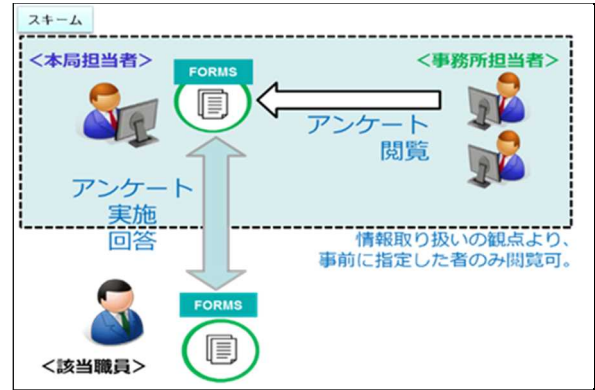 スキーム
＜本局担当者＞
FORMS
＜事務所担当者＞
アンケート
閲覧
アンケート
実施
回答
情報取り扱いの観点より、
事前に指定した者のみ閲覧可。
FORMS
＜該当職員＞